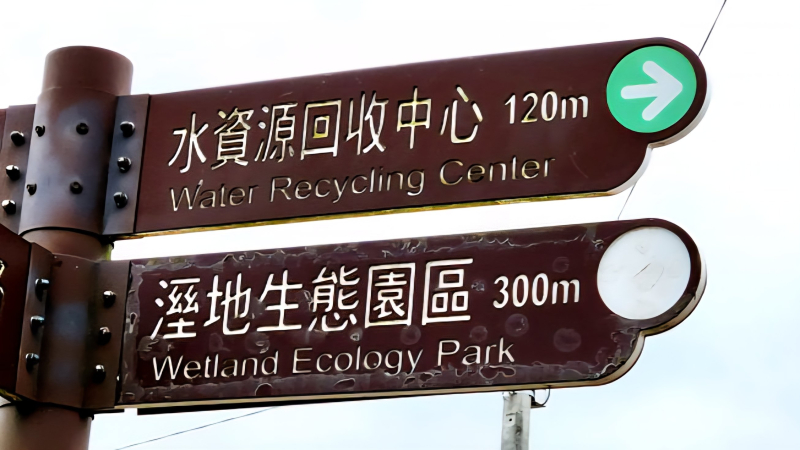 水資源回收中心 120m
Water Recycling Center
溼地生態園區 300m
Wetland Ecology Park